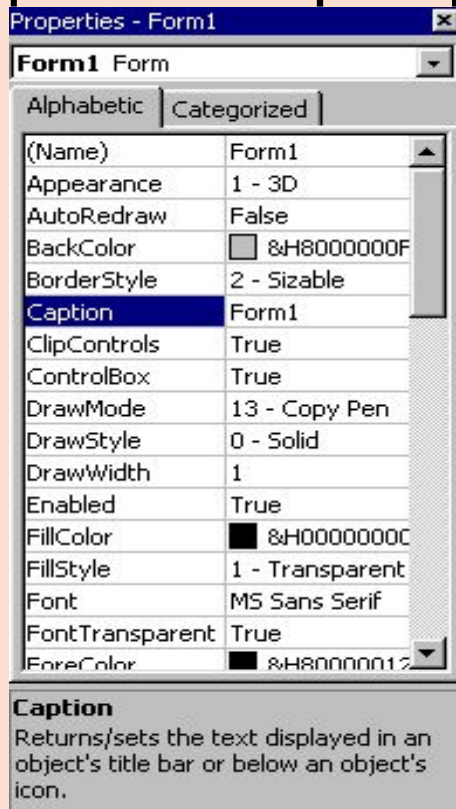 Properties - Form1
Form1 Form
Alphabetic Categorized
(Name) Form1
Appearance 1 - 3D
AutoRedraw False
BackColor &H8000000F
BorderStyle 2 - Sizable
Caption Form1
ClipControls True
ControlBox True
DrawMode 13 - Copy Pen
DrawStyle 0 - Solid
DrawWidth 1
Enabled True
FillColor &H0000000C
FillStyle 1 - Transparent
Font MS Sans Serif
FontTransparent True
ForeColor &H80000012
Caption
Returns/sets the text displayed in an
object's title bar or below an object's
icon.